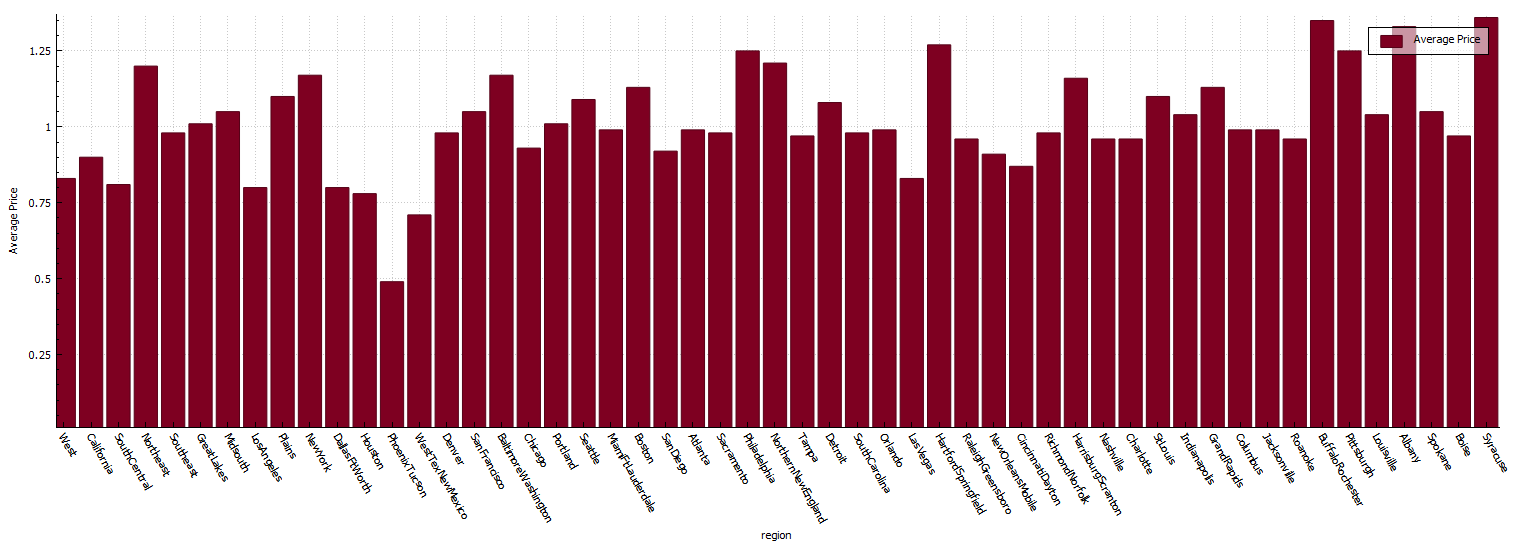 Average Price
1.25
1
0.75
0.5
0.25
Average Price
West
California
SouthCentral
Northeast
Southeast
GreatLakes
Midsouth
LosAngeles
Plains
NewYork
DallasFtWorth
Houston
PhoenixTucson
WestTexNewMexico
Denver
SanFrancisco
BaltimoreWashington
Chicago
Portland
Seattle
MiamiFtLauderdale
Boston
SanDiego
Atlanta
Sacramento
Philadelphia
NorthernNewEngland
Tampa
Detroit
SouthCarolina
Orlando
LasVegas
HartfordSpringfield
RaleighGreensboro
NewOrleansMobile
CincinnatiDayton
RichmondNorfolk
HarrisburgScranton
Nashville
Charlotte
StLouis
Indianapolis
GrandRapids
Columbus
Jacksonville
Roanoke
BuffaloRochester
Pittsburgh
Louisville
Albany
Spokane
Boise
Syracuse
region